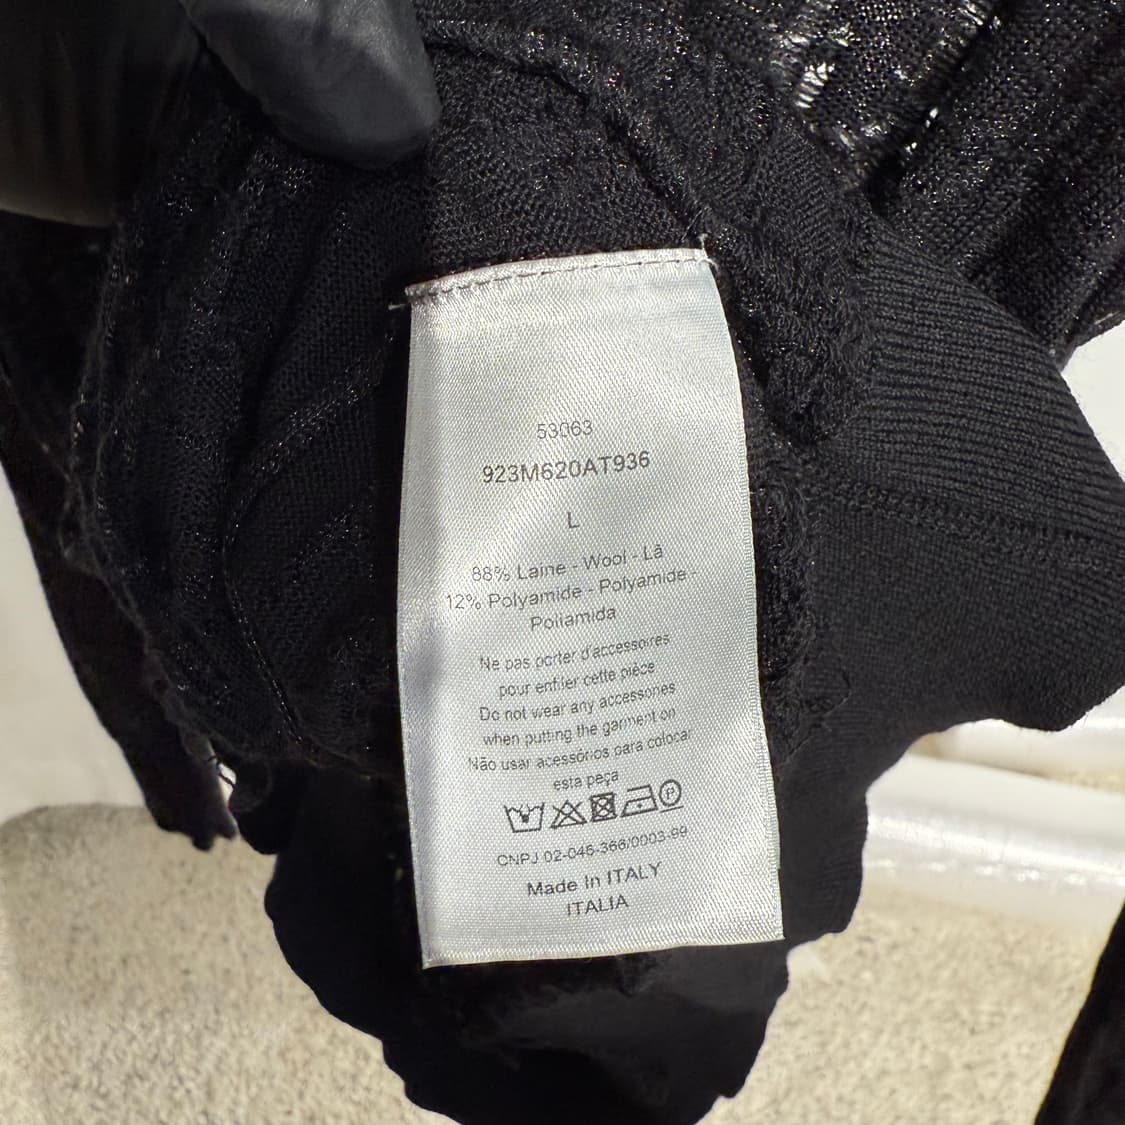 53063
923M620AT936
L
88% Laine - Wool - Lã
12% Polyamide - Polyamide -
Poliamida
Ne pas porter d'accessoires
pour enfiler cette pièce
Do not wear any accessories
when putting the garment on
Não usar acessórios para colocar
esta peça
P
CNPJ 02-046-366/0003-99
Made In ITALY
ITALIA